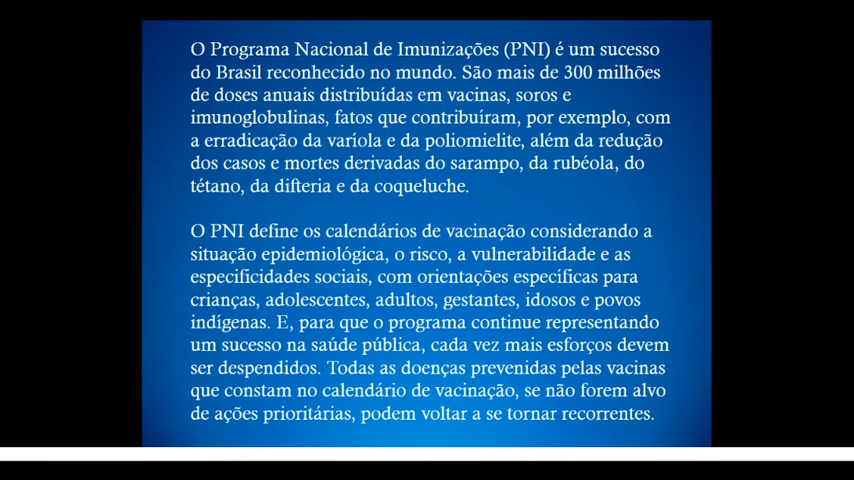 O Programa Nacional de Imunizações (PNI) é um sucesso
do Brasil reconhecido no mundo. São mais de 300 milhões
de doses anuais distribuídas em vacinas, soros e
imunoglobulinas, fatos que contribuíram, por exemplo, com
a erradicação da varíola e da poliomielite, além da redução
dos casos e mortes derivadas do sarampo, da rubéola, do
tétano, da difteria e da coqueluche.
O PNI define os calendários de vacinação considerando a
situação epidemiológica, o risco, a vulnerabilidade e as
especificidades sociais, com orientações específicas para
crianças, adolescentes, adultos, gestantes, idosos e povos
indígenas. E, para que o programa continue representando
um sucesso na saúde pública, cada vez mais esforços devem
ser despendidos. Todas as doenças prevenidas pelas vacinas
que constam no calendário de vacinação, se não forem alvo
de ações prioritárias, podem voltar a se tornar recorrentes.